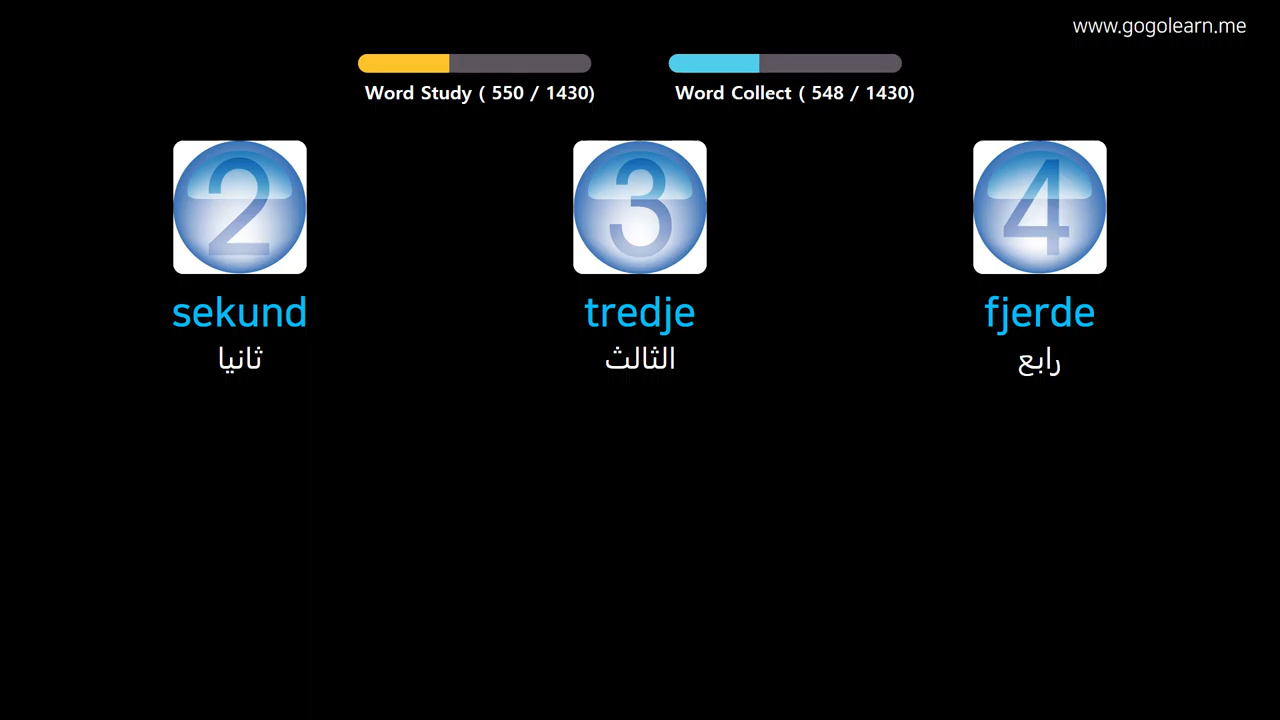 www.gogolearn.me
Word Study ( 550 / 1430)
Word Collect ( 548 / 1430)
2
3
4
sekund
tredje
fjerde
ثانيا
الثالث
رابع